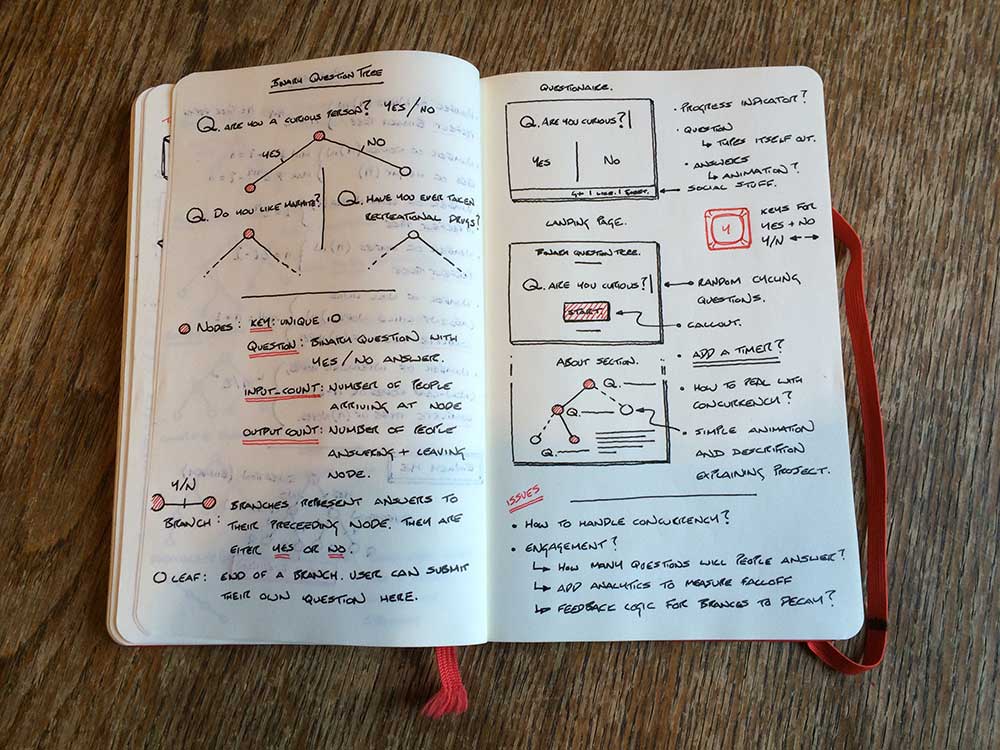 BINARY QUESTION TREE
Q. ARE YOU A CURIOUS PERSON? YES/NO
YES NO
Q. DO YOU LIKE MARMITE?
Q. HAVE YOU EVER TAKEN
RECREATIONAL DRUGS?
NODES: KEY: UNIQUE ID
QUESTION: BINARY QUESTION WITH
YES/NO ANSWER.
INPUT_COUNT: NUMBER OF PEOPLE
ARRIVING AT NODE
OUTPUT COUNT: NUMBER OF PEOPLE
ANSWERING + LEAVING
NODE.
Y/N
BRANCH: BRANCHES REPRESENT ANSWERS TO
THEIR PRECEEDING NODE. THEY ARE
EITER YES OR NO.
LEAF: END OF A BRANCH. USER CAN SUBMIT
THEIR OWN QUESTION HERE.
QUESTIONAIRE.
Q. ARE YOU CURIOUS?
YES NO
G+ | LIKE. | TWEET.
• PROGRESS INDICATOR?
• QUESTION
↳ TYPES ITSELF OUT.
• ANSWERS
↳ ANIMATION?
SOCIAL STUFF.
Y
KEYS FOR
YES + NO
Y/N ↔
LANDING PAGE.
BINARY QUESTION TREE.
Q. ARE YOU CURIOUS?
START
RANDOM CYCLING
QUESTIONS.
CALLOUT.
ABOUT SECTION.
Q.
Q.
Q.
• ADD A TIMER?
• HOW TO DEAL WITH
CONCURRENCY?
• SIMPLE ANIMATION
AND DESCRIPTION
EXPLAINING PROJECT.
ISSUES
• HOW TO HANDLE CONCURRENCY?
• ENGAGEMENT?
↳ HOW MANY QUESTIONS WILL PEOPLE ANSWER?
↳ ADD ANALYTICS TO MEASURE FALLOFF
↳ FEEDBACK LOGIC FOR BRANCHES TO DECAY?